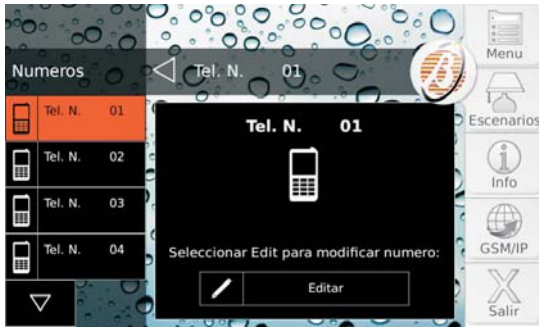 Numeros
Tel. N. 01
Tel. N. 01
Tel. N. 02
Tel. N. 03
Tel. N. 04
Tel. N. 01
Seleccionar Edit para modificar numero:
Editar
Menu
Escenarios
Info
GSM/IP
Salir